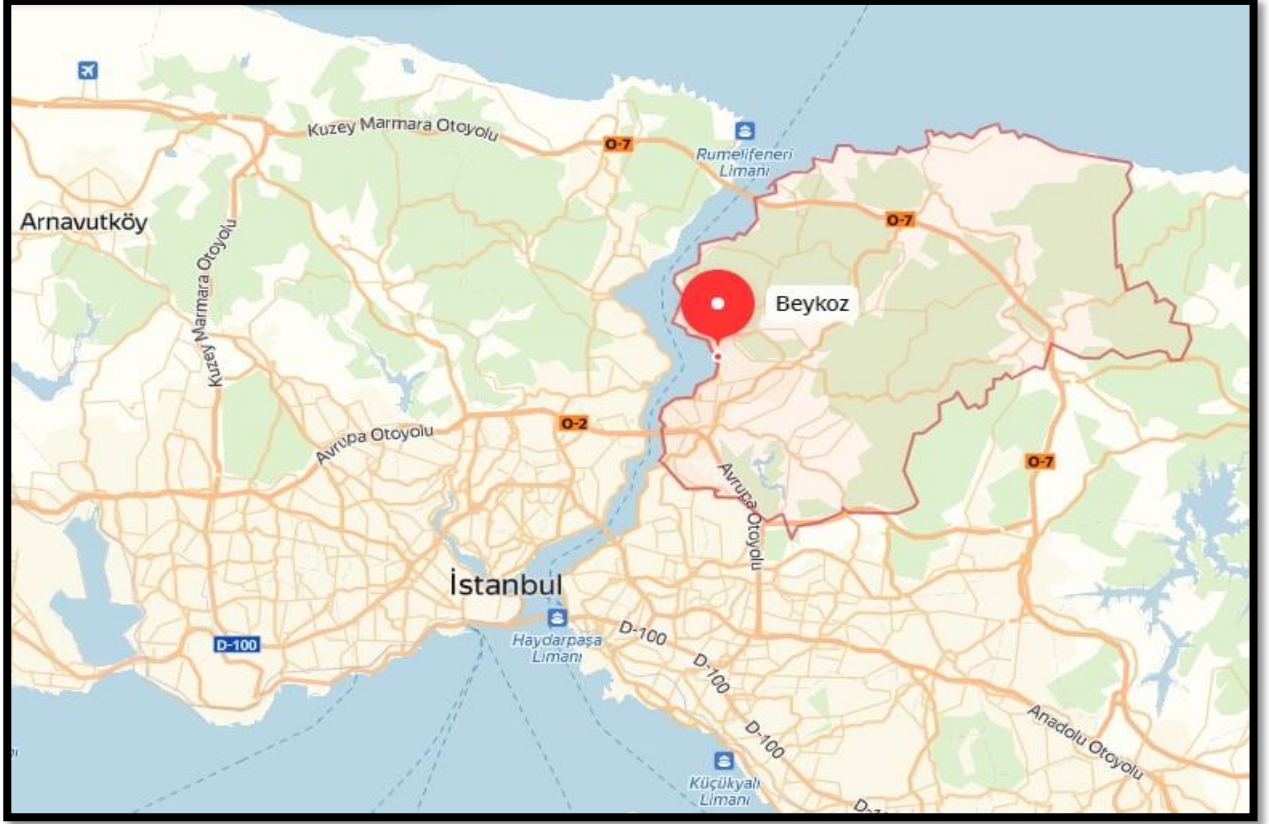 Kuzey Marmara Otoyolu
O-7
Rumelifeneri
Limanı
Arnavutköy
O-7
Kuzey Marmara Otoyolu
Beykoz
O-2
Avrupa Otoyolu
O-7
Avrupa Otoyolu
İstanbul
D-100
Haydarpaşa
Limanı
D-100
D-100
D-100
Anadolu Otoyolu
Küçükyalı
Limanı